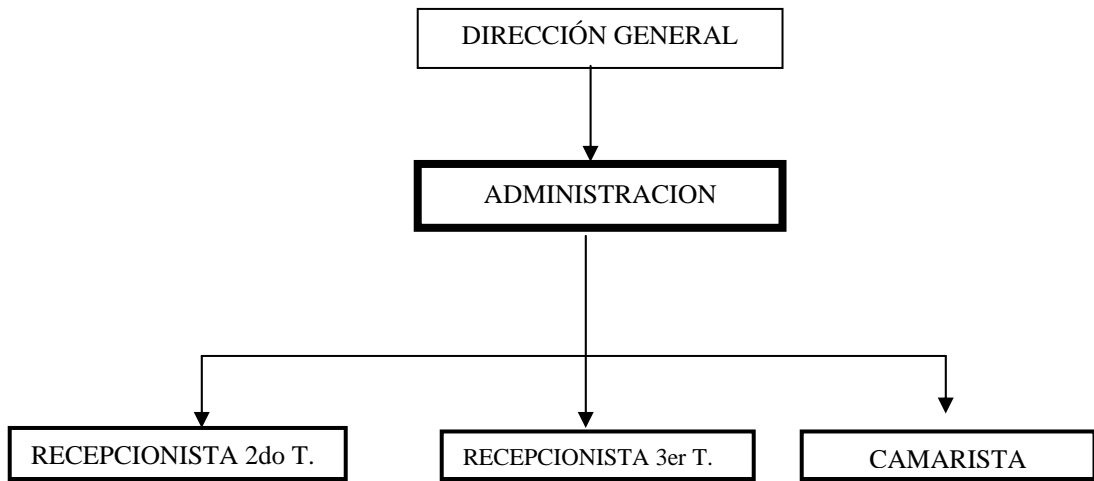 DIRECCIÓN GENERAL
ADMINISTRACION
RECEPCIONISTA 2do T.
RECEPCIONISTA 3er T.
CAMARISTA